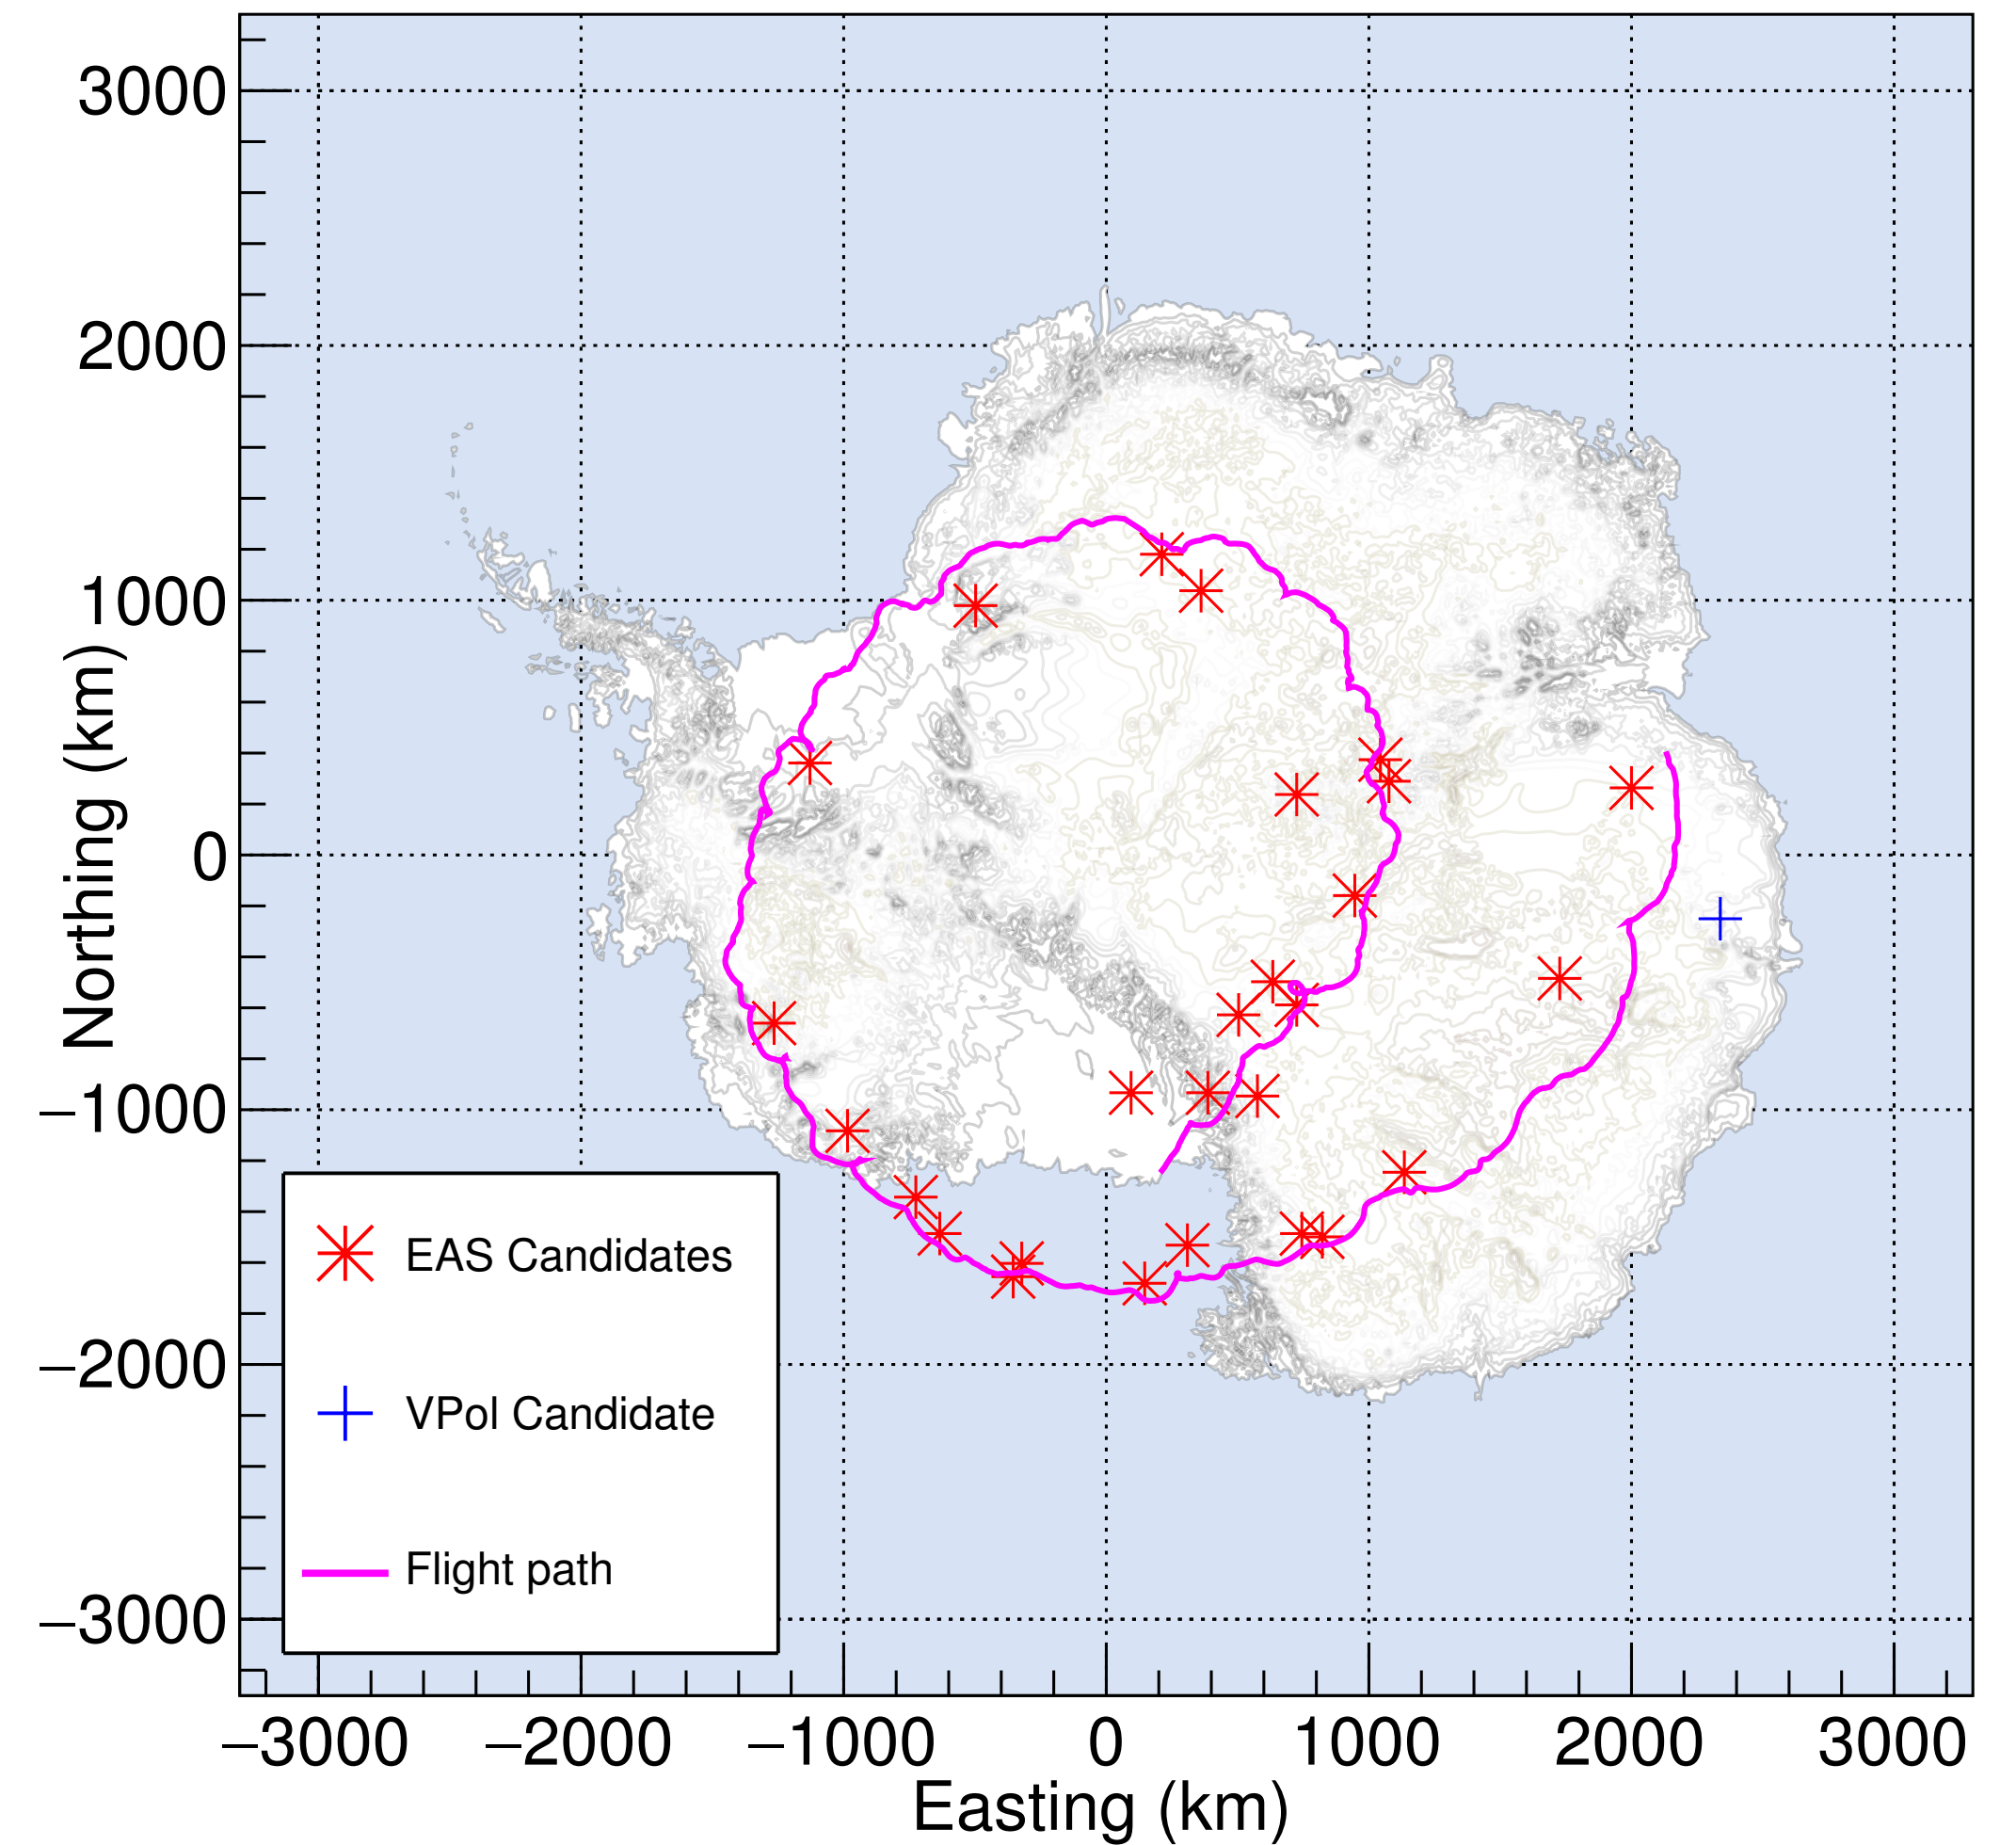 3000
2000
1000
0
−1000
−2000
−3000
Northing (km)
EAS Candidates
VPol Candidate
Flight path
−3000 −2000 −1000 0 1000 2000 3000
Easting (km)